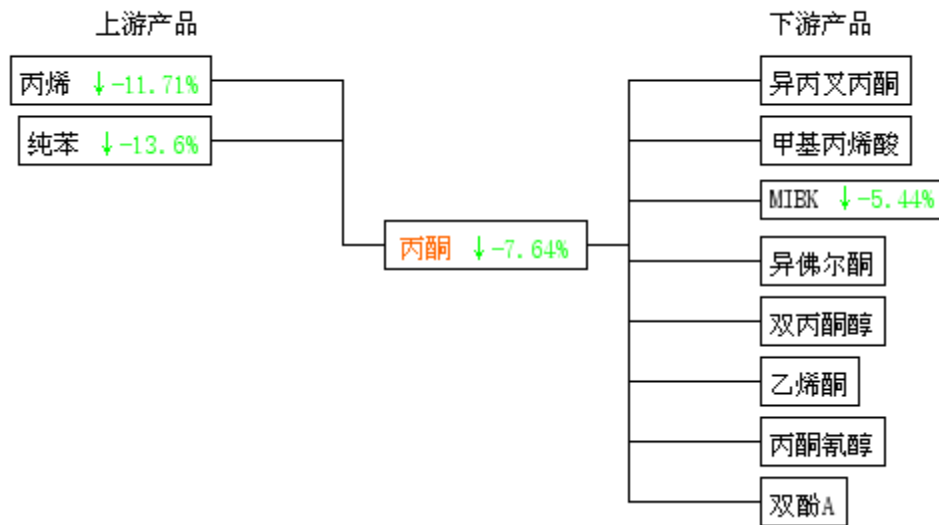 上游产品
下游产品
丙烯 ↓-11.71%
纯苯 ↓-13.6%
丙酮 ↓-7.64%
异丙叉丙酮
甲基丙烯酸
MIBK ↓-5.44%
异佛尔酮
双丙酮醇
乙烯酮
丙酮氰醇
双酚A